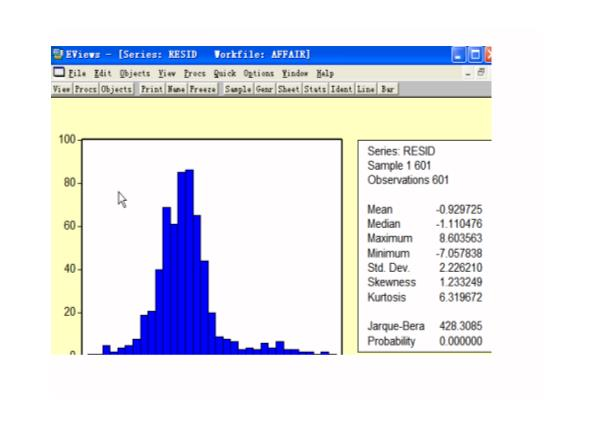 EViews - [Series: RESID   Workfile: AFFAIR]
File Edit Objects View Procs Quick Options Window Help
View Procs Objects Print Name Freeze Sample Genr Sheet Stats Ident Line Bar
100
80
60
40
20
0
Series: RESID
Sample 1 601
Observations 601
Mean -0.929725
Median -1.110476
Maximum 8.603563
Minimum -7.057838
Std. Dev. 2.226210
Skewness 1.233249
Kurtosis 6.319672
Jarque-Bera 428.3085
Probability 0.000000